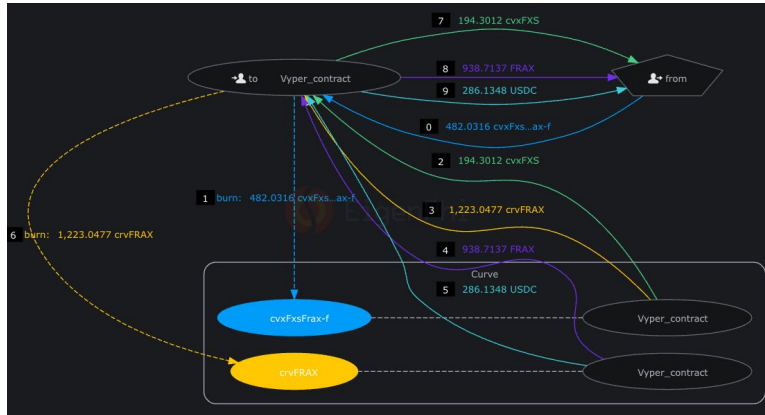 7 194.3012 cvxFXS
to Vyper_contract
8 938.7137 FRAX
from
9 286.1348 USDC
0 482.0316 cvxFxs...ax-f
2 194.3012 cvxFXS
1 burn: 482.0316 cvxFxs...ax-f
3 1,223.0477 crvFRAX
6 burn: 1,223.0477 crvFRAX
4 938.7137 FRAX
Curve
5 286.1348 USDC
cvxFxsFrax-f
Vyper_contract
crvFRAX
Vyper_contract